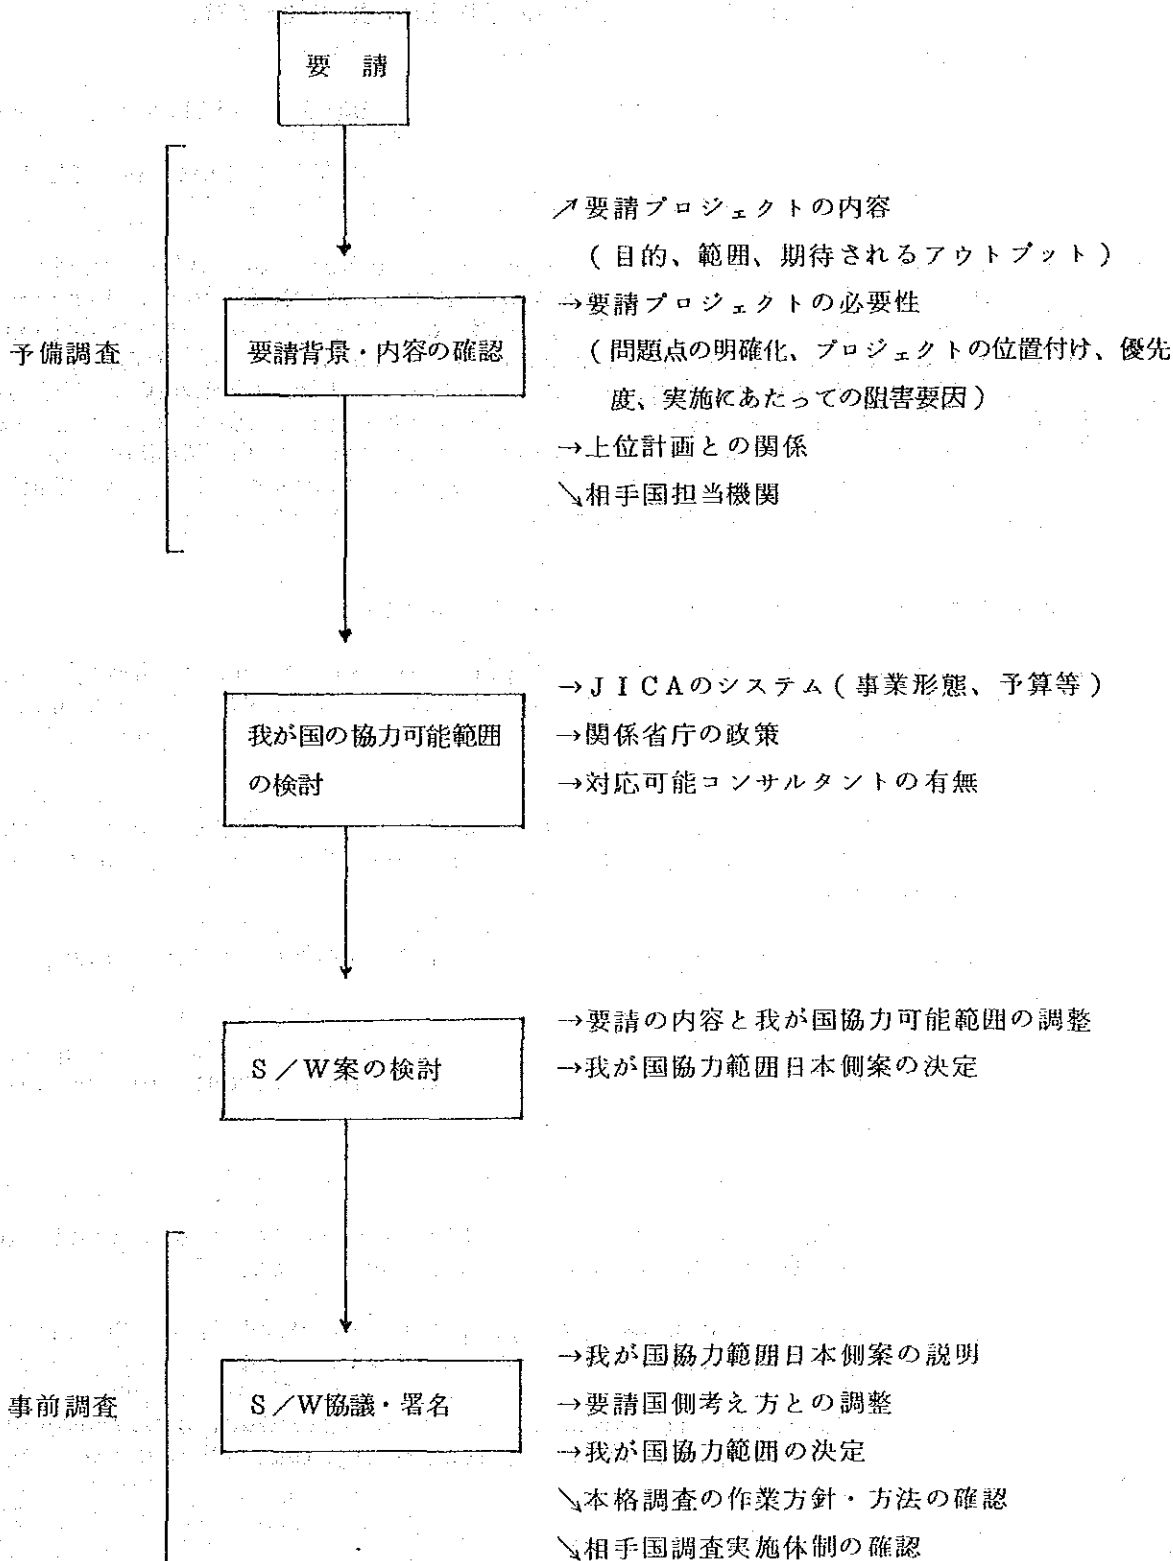 要 請
↗要請プロジェクトの内容
(目的、範囲、期待されるアウトプット)
→要請プロジェクトの必要性
予備調査
要請背景・内容の確認
(問題点の明確化、プロジェクトの位置付け、優先
度、実施にあたっての阻害要因)
→上位計画との関係
↘相手国担当機関
我が国の協力可能範囲
の検討
→JICAのシステム(事業形態、予算等)
→関係省庁の政策
→対応可能コンサルタントの有無
S/W案の検討
→要請の内容と我が国協力可能範囲の調整
→我が国協力範囲日本側案の決定
事前調査
S/W協議・署名
→我が国協力範囲日本側案の説明
→要請国側考え方との調整
→我が国協力範囲の決定
↘本格調査の作業方針・方法の確認
↘相手国調査実施体制の確認